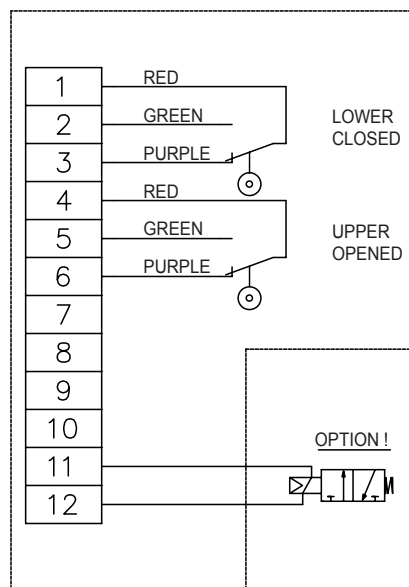 1 RED
2 GREEN
3 PURPLE
LOWER
CLOSED
4 RED
5 GREEN
6 PURPLE
UPPER
OPENED
7
8
9
10
OPTION !
11
12